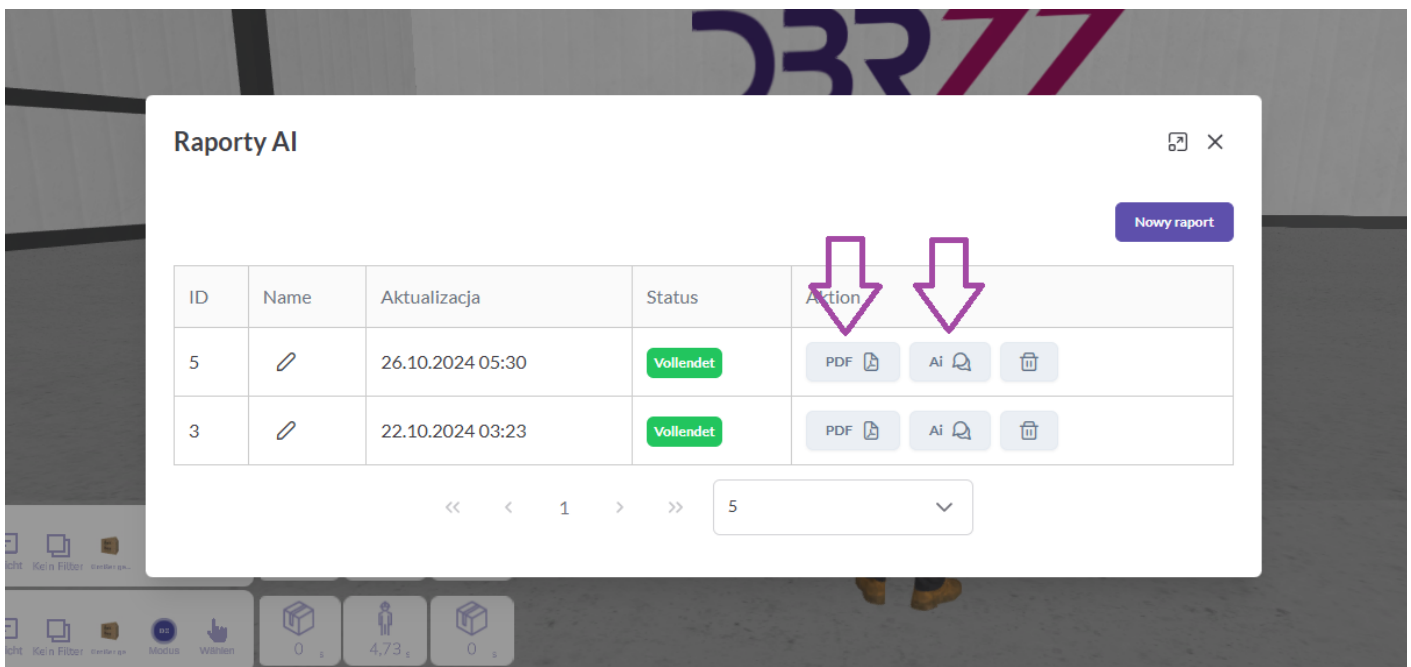 DBR77
Raporty AI
Nowy raport
ID Name Aktualizacja Status Aktion
5 26.10.2024 05:30 Vollendet PDF Ai
3 22.10.2024 03:23 Vollendet PDF Ai
1 5
Kein Filter
Kein Filter Modus Wählen
0 s 4,73 s 0 s